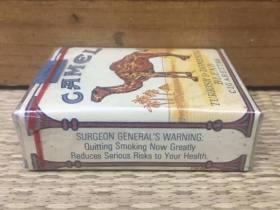 CAMEL
TURKISH & DOMESTIC
BLEND
CIGARETTES
SURGEON GENERAL'S WARNING:
Quitting Smoking Now Greatly
Reduces Serious Risks to Your Health.